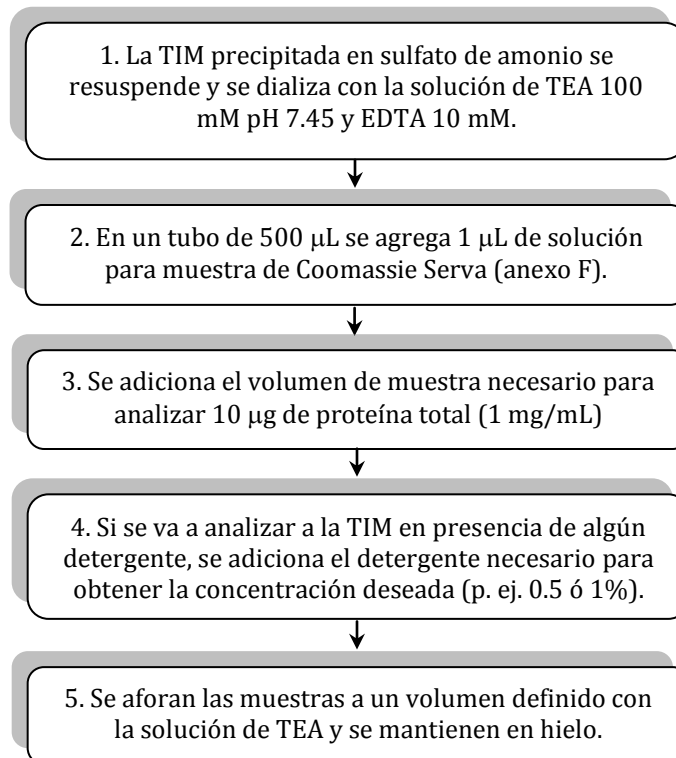 1. La TIM precipitada en sulfato de amonio se
resuspende y se dializa con la solución de TEA 100
mM pH 7.45 y EDTA 10 mM.
2. En un tubo de 500 μL se agrega 1 μL de solución
para muestra de Coomassie Serva (anexo F).
3. Se adiciona el volumen de muestra necesario para
analizar 10 μg de proteína total (1 mg/mL)
4. Si se va a analizar a la TIM en presencia de algún
detergente, se adiciona el detergente necesario para
obtener la concentración deseada (p. ej. 0.5 ó 1%).
5. Se aforan las muestras a un volumen definido con
la solución de TEA y se mantienen en hielo.